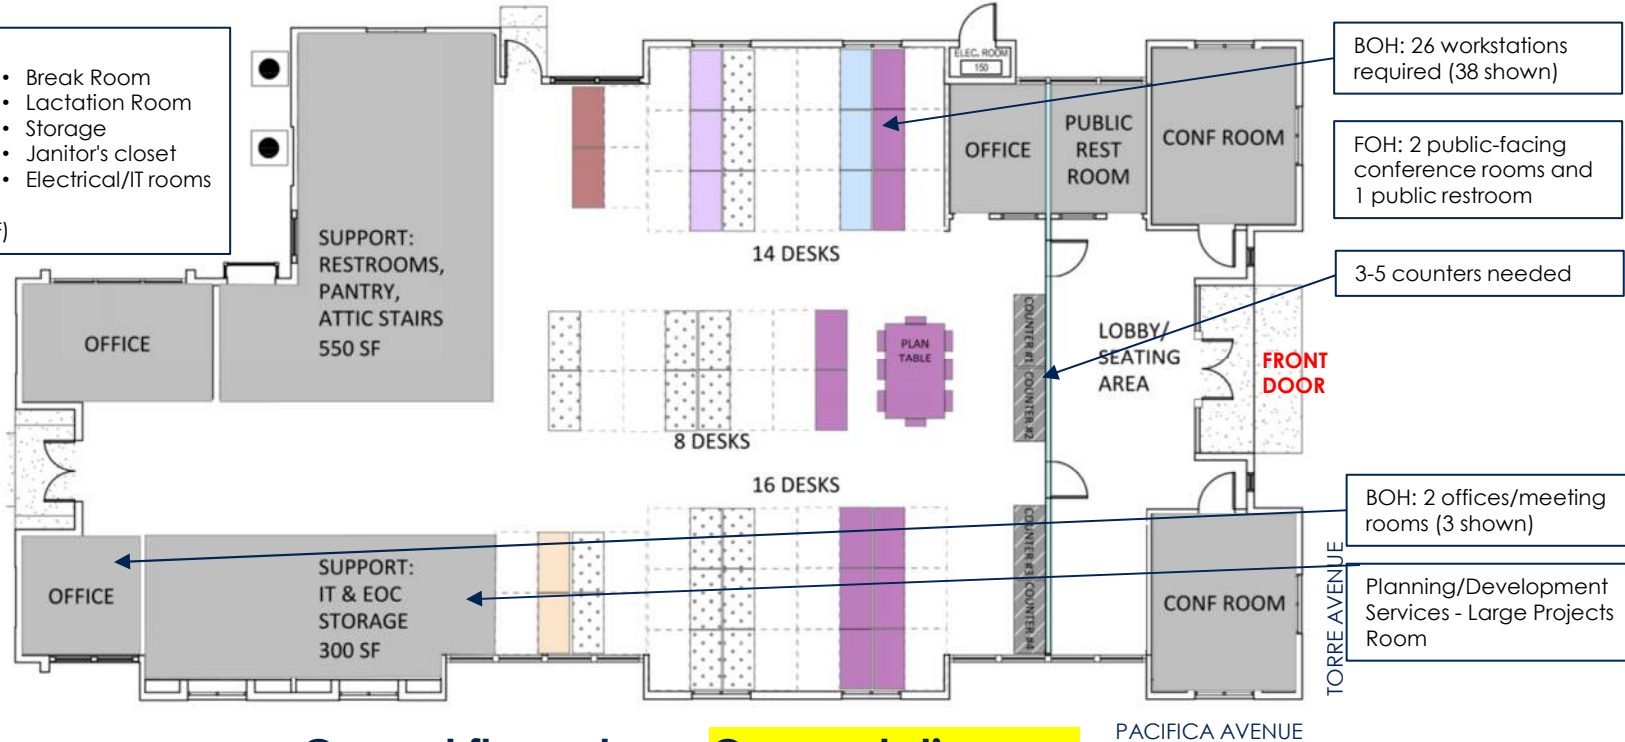 • Break Room
• Lactation Room
• Storage
• Janitor's closet
• Electrical/IT rooms
ELEC. ROOM
150
BOH: 26 workstations
required (38 shown)
FOH: 2 public-facing
conference rooms and
1 public restroom
3-5 counters needed
BOH: 2 offices/meeting
rooms (3 shown)
Planning/Development
Services - Large Projects
Room
OFFICE
PUBLIC
REST
ROOM
CONF ROOM
SUPPORT:
RESTROOMS,
PANTRY,
ATTIC STAIRS
550 SF
14 DESKS
OFFICE
PLAN
TABLE
COUNTER #1
COUNTER #2
LOBBY/
SEATING
AREA
FRONT
DOOR
8 DESKS
16 DESKS
OFFICE
SUPPORT:
IT & EOC
STORAGE
300 SF
COUNTER #3
COUNTER #4
CONF ROOM
TORRE AVENUE
PACIFICA AVENUE